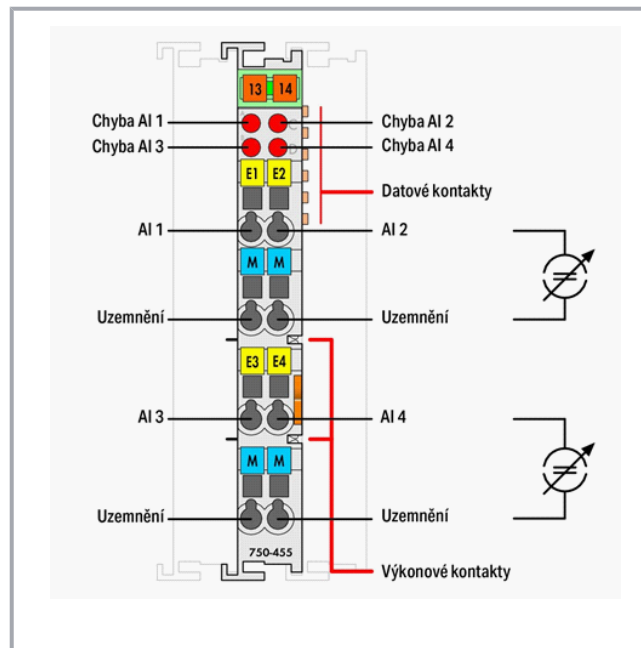 13 14
Chyba AI 1
Chyba AI 2
Chyba AI 3
Chyba AI 4
E1 E2
Datové kontakty
AI 1
AI 2
M M
Uzemnění
Uzemnění
E3 E4
AI 3
AI 4
M M
Uzemnění
Uzemnění
750-455
Výkonové kontakty